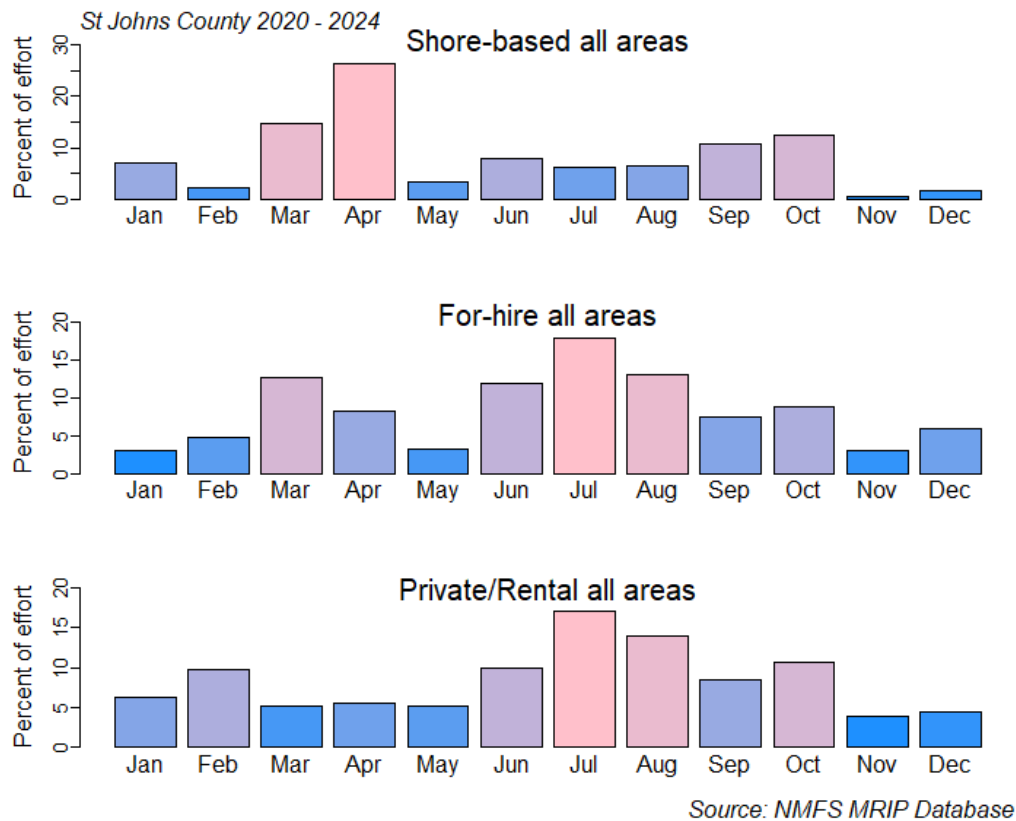 St Johns County 2020 - 2024
Shore-based all areas
Percent of effort
30
20
10
0
Jan Feb Mar Apr May Jun Jul Aug Sep Oct Nov Dec
For-hire all areas
Percent of effort
20
15
10
5
0
Jan Feb Mar Apr May Jun Jul Aug Sep Oct Nov Dec
Private/Rental all areas
Percent of effort
20
15
10
5
0
Jan Feb Mar Apr May Jun Jul Aug Sep Oct Nov Dec
Source: NMFS MRIP Database